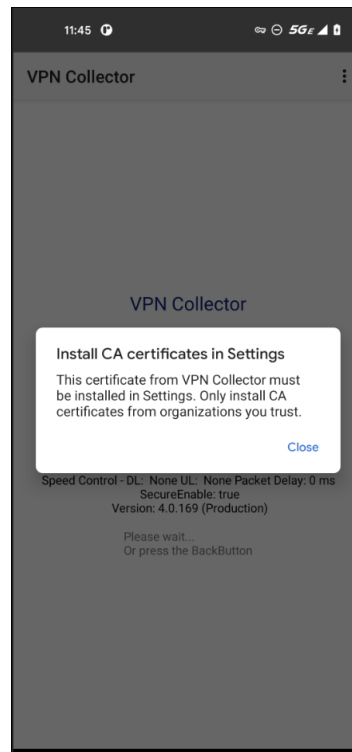 11:45
5GE
VPN Collector
VPN Collector
Install CA certificates in Settings
This certificate from VPN Collector must
be installed in Settings. Only install CA
certificates from organizations you trust.
Close
Speed Control - DL: None UL: None Packet Delay: 0 ms
SecureEnable: true
Version: 4.0.169 (Production)
Please wait...
Or press the BackButton